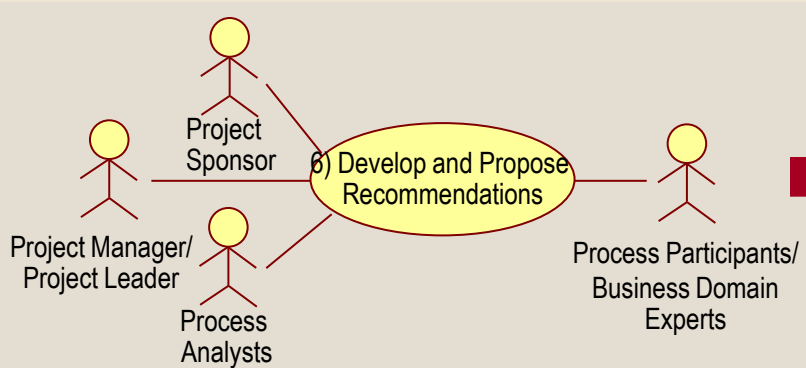 Project
Sponsor
6) Develop and Propose
Recommendations
Project Manager/
Project Leader
Process Participants/
Business Domain
Experts
Process
Analysts